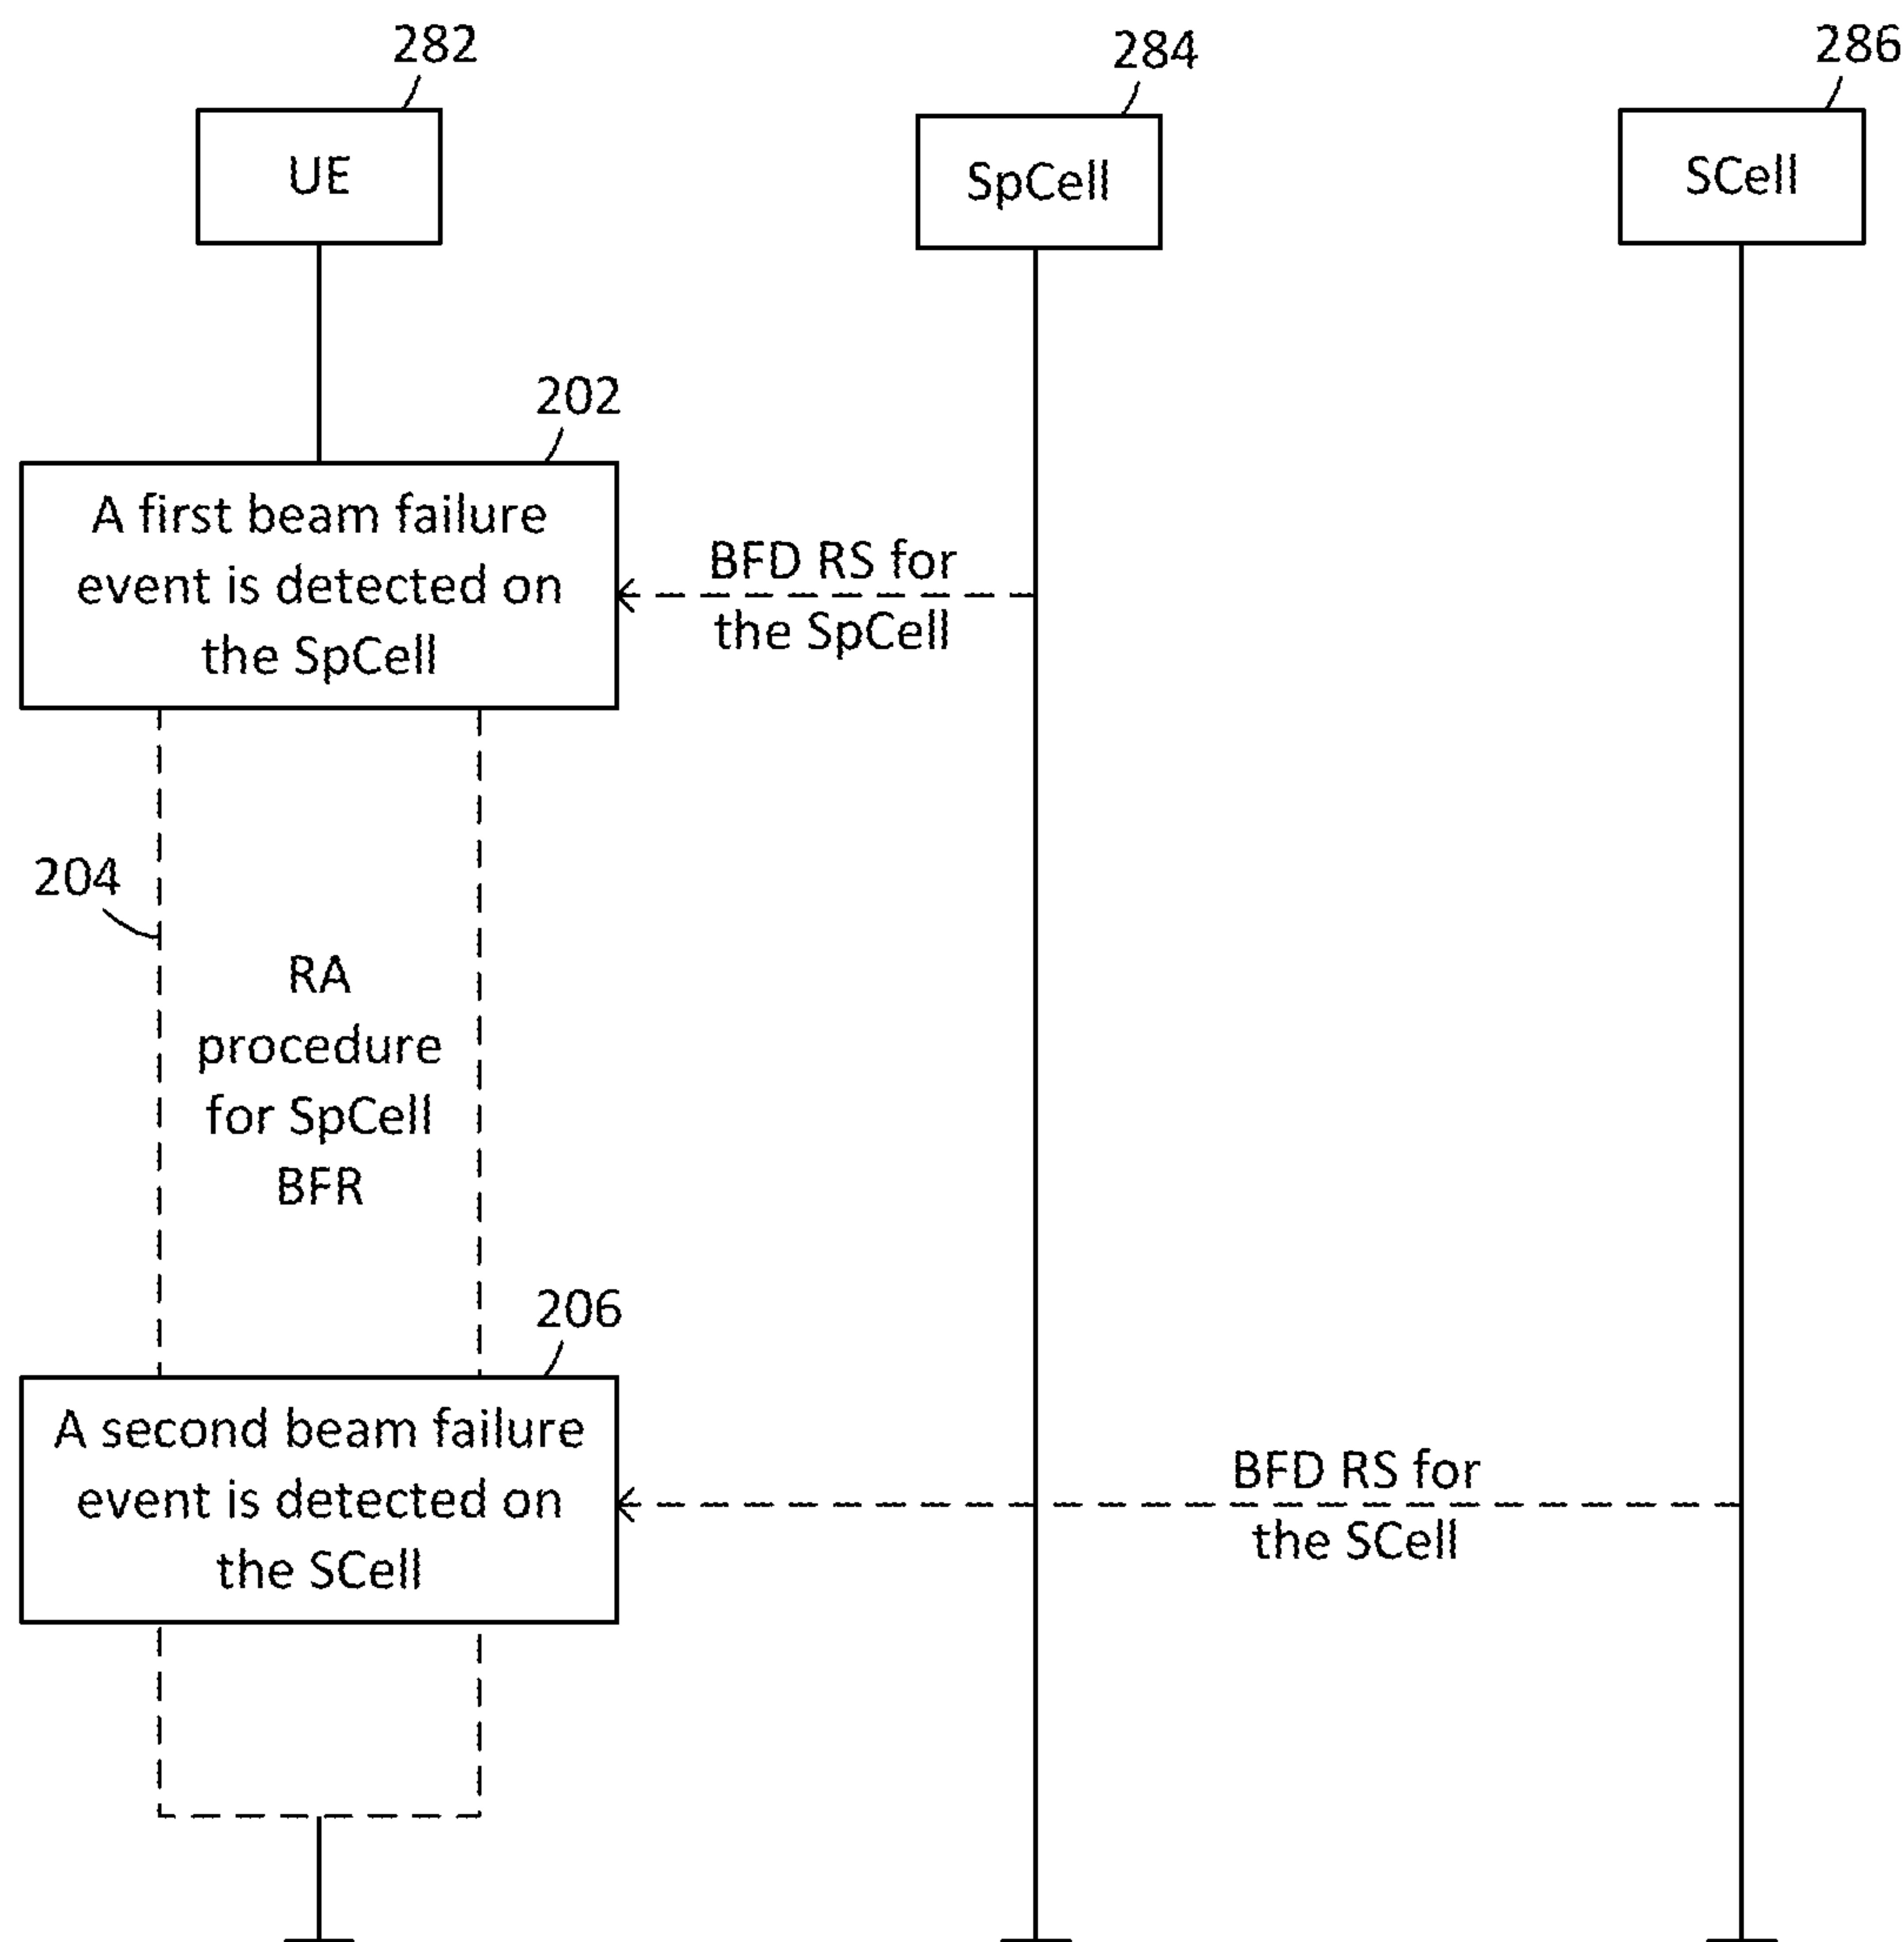 282
284
286
UE
SpCell
SCell
202
A first beam failure
event is detected on
the SpCell
BFD RS for
the SpCell
204
RA
procedure
for SpCell
BFR
206
A second beam failure
event is detected on
the SCell
BFD RS for
the SCell